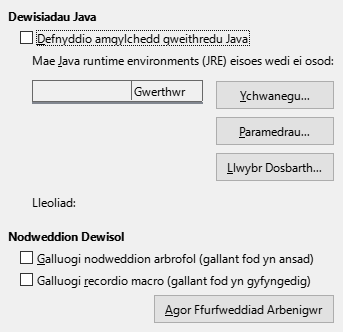 Dewisiadau Java
Defnyddio amgylchedd gweithredu Java
Mae Java runtime environments (JRE) eisoes wedi ei osod:
Gwerthwr
Ychwanegu...
Paramedrau...
Llwybr Dosbarth...
Lleoliad:
Nodweddion Dewisol
Galluogi nodweddion arbrofol (gallant fod yn ansad)
Galluogi recordio macro (gallant fod yn gyfyngedig)
Agor Ffurfweddiad Arbenigwr